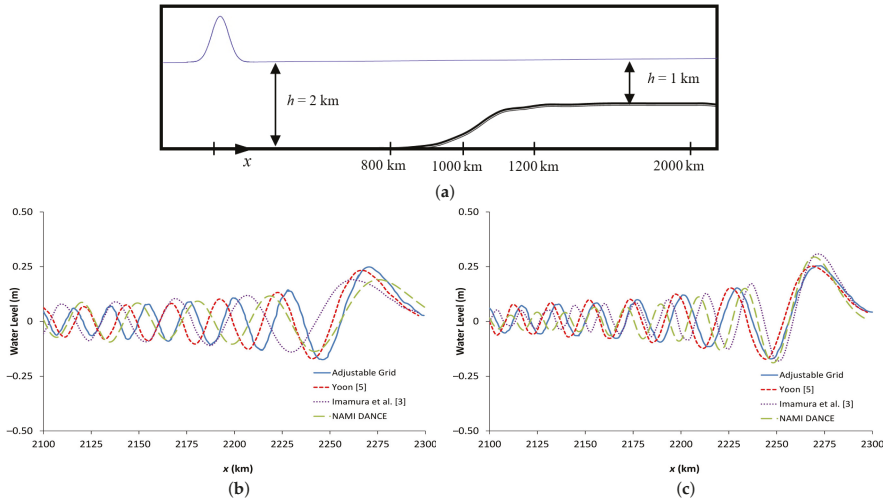 h = 2 km
h = 1 km
x
800 km
1000 km
1200 km
2000 km
(a)
0.50
0.25
0
−0.25
−0.50
Water Level (m)
Adjustable Grid
Yoon [5]
Imamura et al. [3]
NAMI DANCE
2100
2125
2150
2175
2200
2225
2250
2275
2300
x (km)
(b)
0.50
0.25
0
−0.25
−0.50
Water Level (m)
Adjustable Grid
Yoon [5]
Imamura et al. [3]
NAMI DANCE
2100
2125
2150
2175
2200
2225
2250
2275
2300
x (km)
(c)